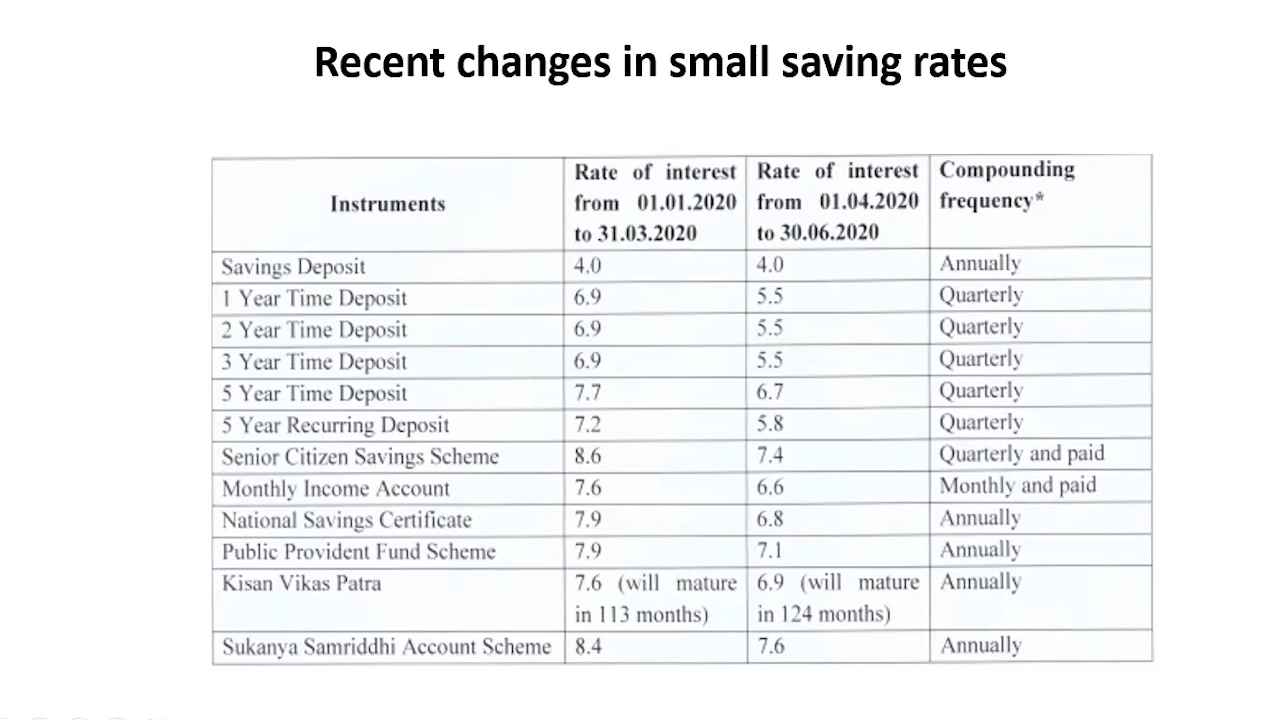 Recent changes in small saving rates
Instruments
Rate of interest from 01.01.2020 to 31.03.2020
Rate of interest from 01.04.2020 to 30.06.2020
Compounding frequency*
Savings Deposit 4.0 4.0 Annually
1 Year Time Deposit 6.9 5.5 Quarterly
2 Year Time Deposit 6.9 5.5 Quarterly
3 Year Time Deposit 6.9 5.5 Quarterly
5 Year Time Deposit 7.7 6.7 Quarterly
5 Year Recurring Deposit 7.2 5.8 Quarterly
Senior Citizen Savings Scheme 8.6 7.4 Quarterly and paid
Monthly Income Account 7.6 6.6 Monthly and paid
National Savings Certificate 7.9 6.8 Annually
Public Provident Fund Scheme 7.9 7.1 Annually
Kisan Vikas Patra 7.6 (will mature in 113 months) 6.9 (will mature in 124 months) Annually
Sukanya Samriddhi Account Scheme 8.4 7.6 Annually